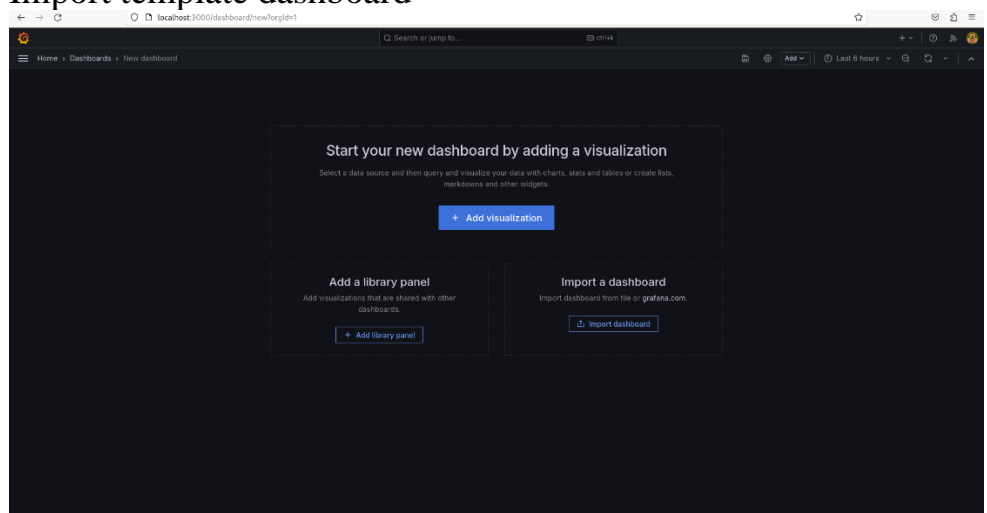 Import template dashboard
localhost:3000/dashboard/new?orgId=1
Search or jump to... ctrl+k
Home › Dashboards › New dashboard Add Last 6 hours
Start your new dashboard by adding a visualization
Select a data source and then query and visualize your data with charts, stats and tables or create lists,
markdowns and other widgets.
+ Add visualization
Add a library panel
Add visualizations that are shared with other
dashboards.
+ Add library panel
Import a dashboard
Import dashboard from file or grafana.com.
Import dashboard